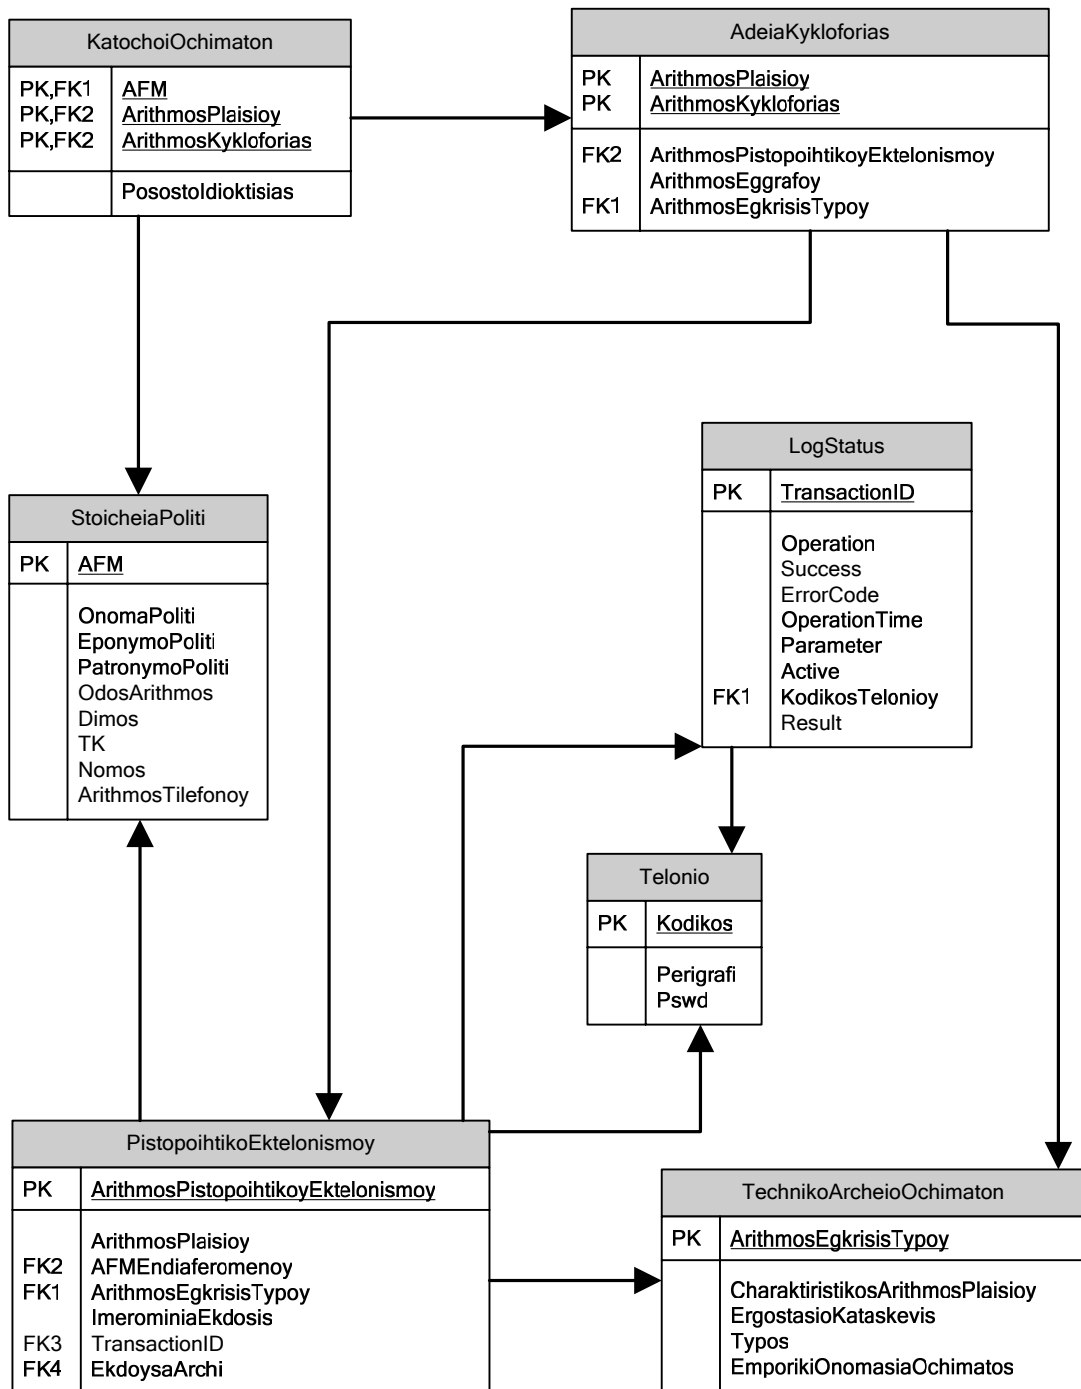 KatochoiOchimaton
PK,FK1 AFM
PK,FK2 ArithmosPlaisioy
PK,FK2 ArithmosKykloforias
PosostoIdioktisias
AdeiaKykloforias
PK ArithmosPlaisioy
PK ArithmosKykloforias
FK2 ArithmosPistopoihtikoyEktelonismoy
ArithmosEggrafoy
FK1 ArithmosEgkrisisTypoy
LogStatus
PK TransactionID
Operation
Success
ErrorCode
OperationTime
Parameter
Active
FK1 KodikosTelonioy
Result
StoicheiaPoliti
PK AFM
OnomaPoliti
EponymoPoliti
PatronymoPoliti
OdosArithmos
Dimos
TK
Nomos
ArithmosTilefonoy
Telonio
PK Kodikos
Perigrafi
Pswd
PistopoihtikoEktelonismoy
PK ArithmosPistopoihtikoyEktelonismoy
ArithmosPlaisioy
FK2 AFMEndiaferomenoy
FK1 ArithmosEgkrisisTypoy
ImerominiaEkdosis
FK3 TransactionID
FK4 EkdoysaArchi
TechnikoArcheioOchimaton
PK ArithmosEgkrisisTypoy
CharaktiristikosArithmosPlaisioy
ErgostasioKataskevis
Typos
EmporikiOnomasiaOchimatos